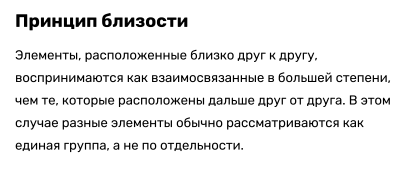 Принцип близости
Элементы, расположенные близко друг к другу,
воспринимаются как взаимосвязанные в большей степени,
чем те, которые расположены дальше друг от друга. В этом
случае разные элементы обычно рассматриваются как
единая группа, а не по отдельности.